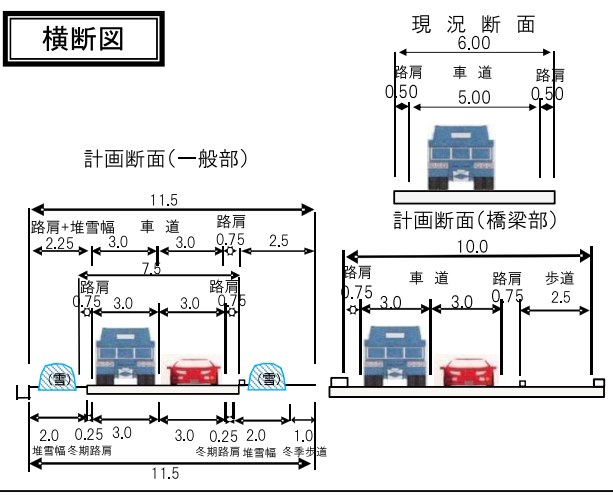 横断図
現況断面
6.00
路肩 車道 路肩
0.50 5.00 0.50
計画断面(一般部)
11.5
路肩+堆雪幅 車道 路肩
2.25 3.0 3.0 0.75 2.5
7.5
路肩 路肩
0.75 3.0 3.0 0.75
(雪) (雪)
2.0 0.25 3.0 3.0 0.25 2.0 1.0
堆雪幅 冬期路肩 冬期路肩 堆雪幅 冬季歩道
11.5
計画断面(橋梁部)
10.0
路肩 車道 路肩 歩道
0.75 3.0 3.0 0.75 2.5